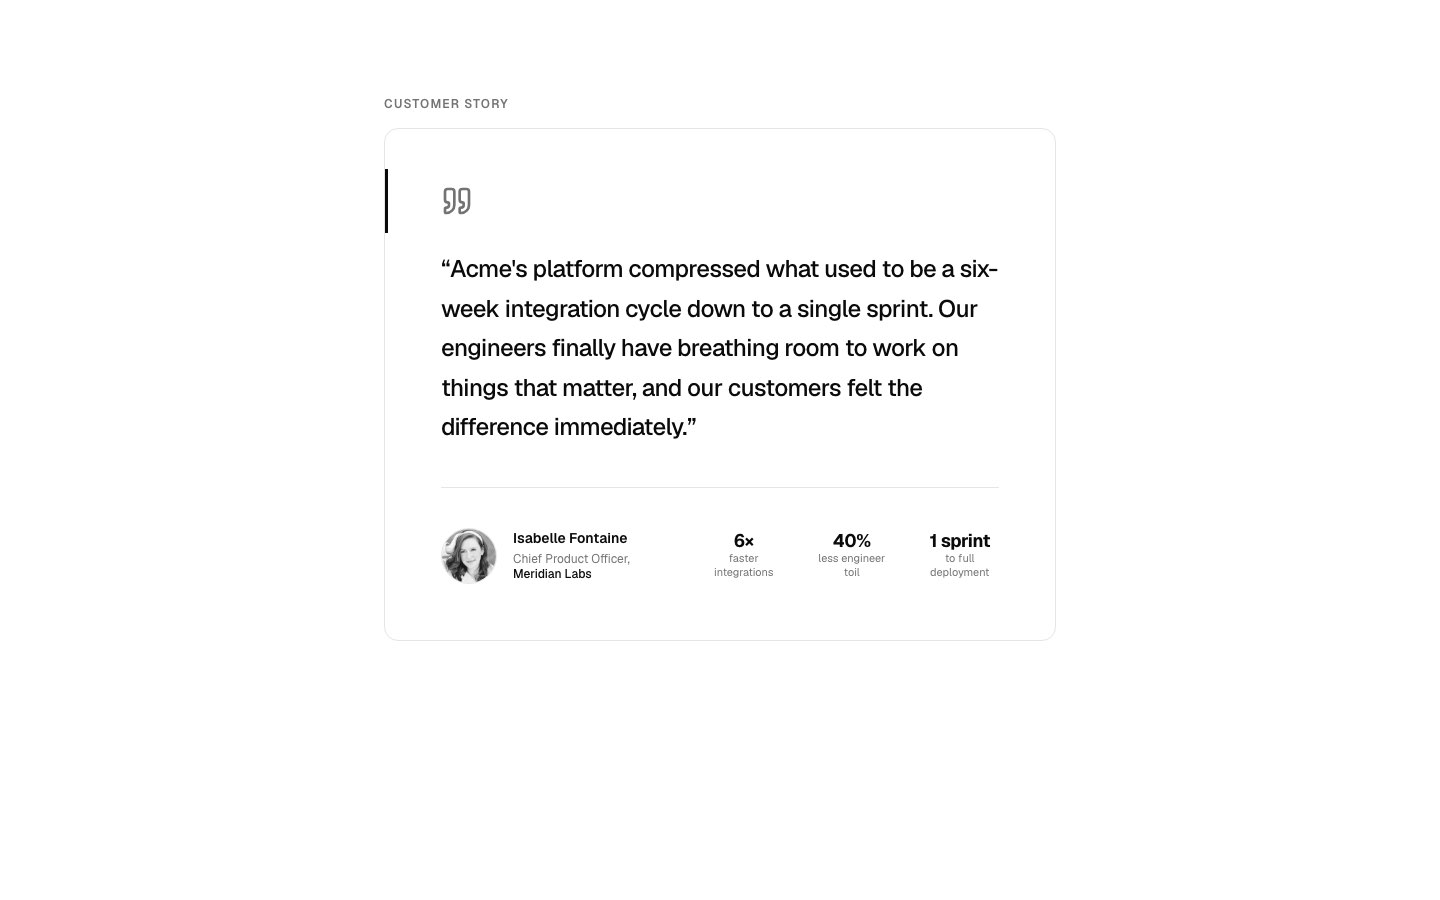 CUSTOMER STORY
“Acme's platform compressed what used to be a six-
week integration cycle down to a single sprint. Our
engineers finally have breathing room to work on
things that matter, and our customers felt the
difference immediately.”
Isabelle Fontaine
Chief Product Officer,
Meridian Labs
6×
faster
integrations
40%
less engineer
toil
1 sprint
to full
deployment